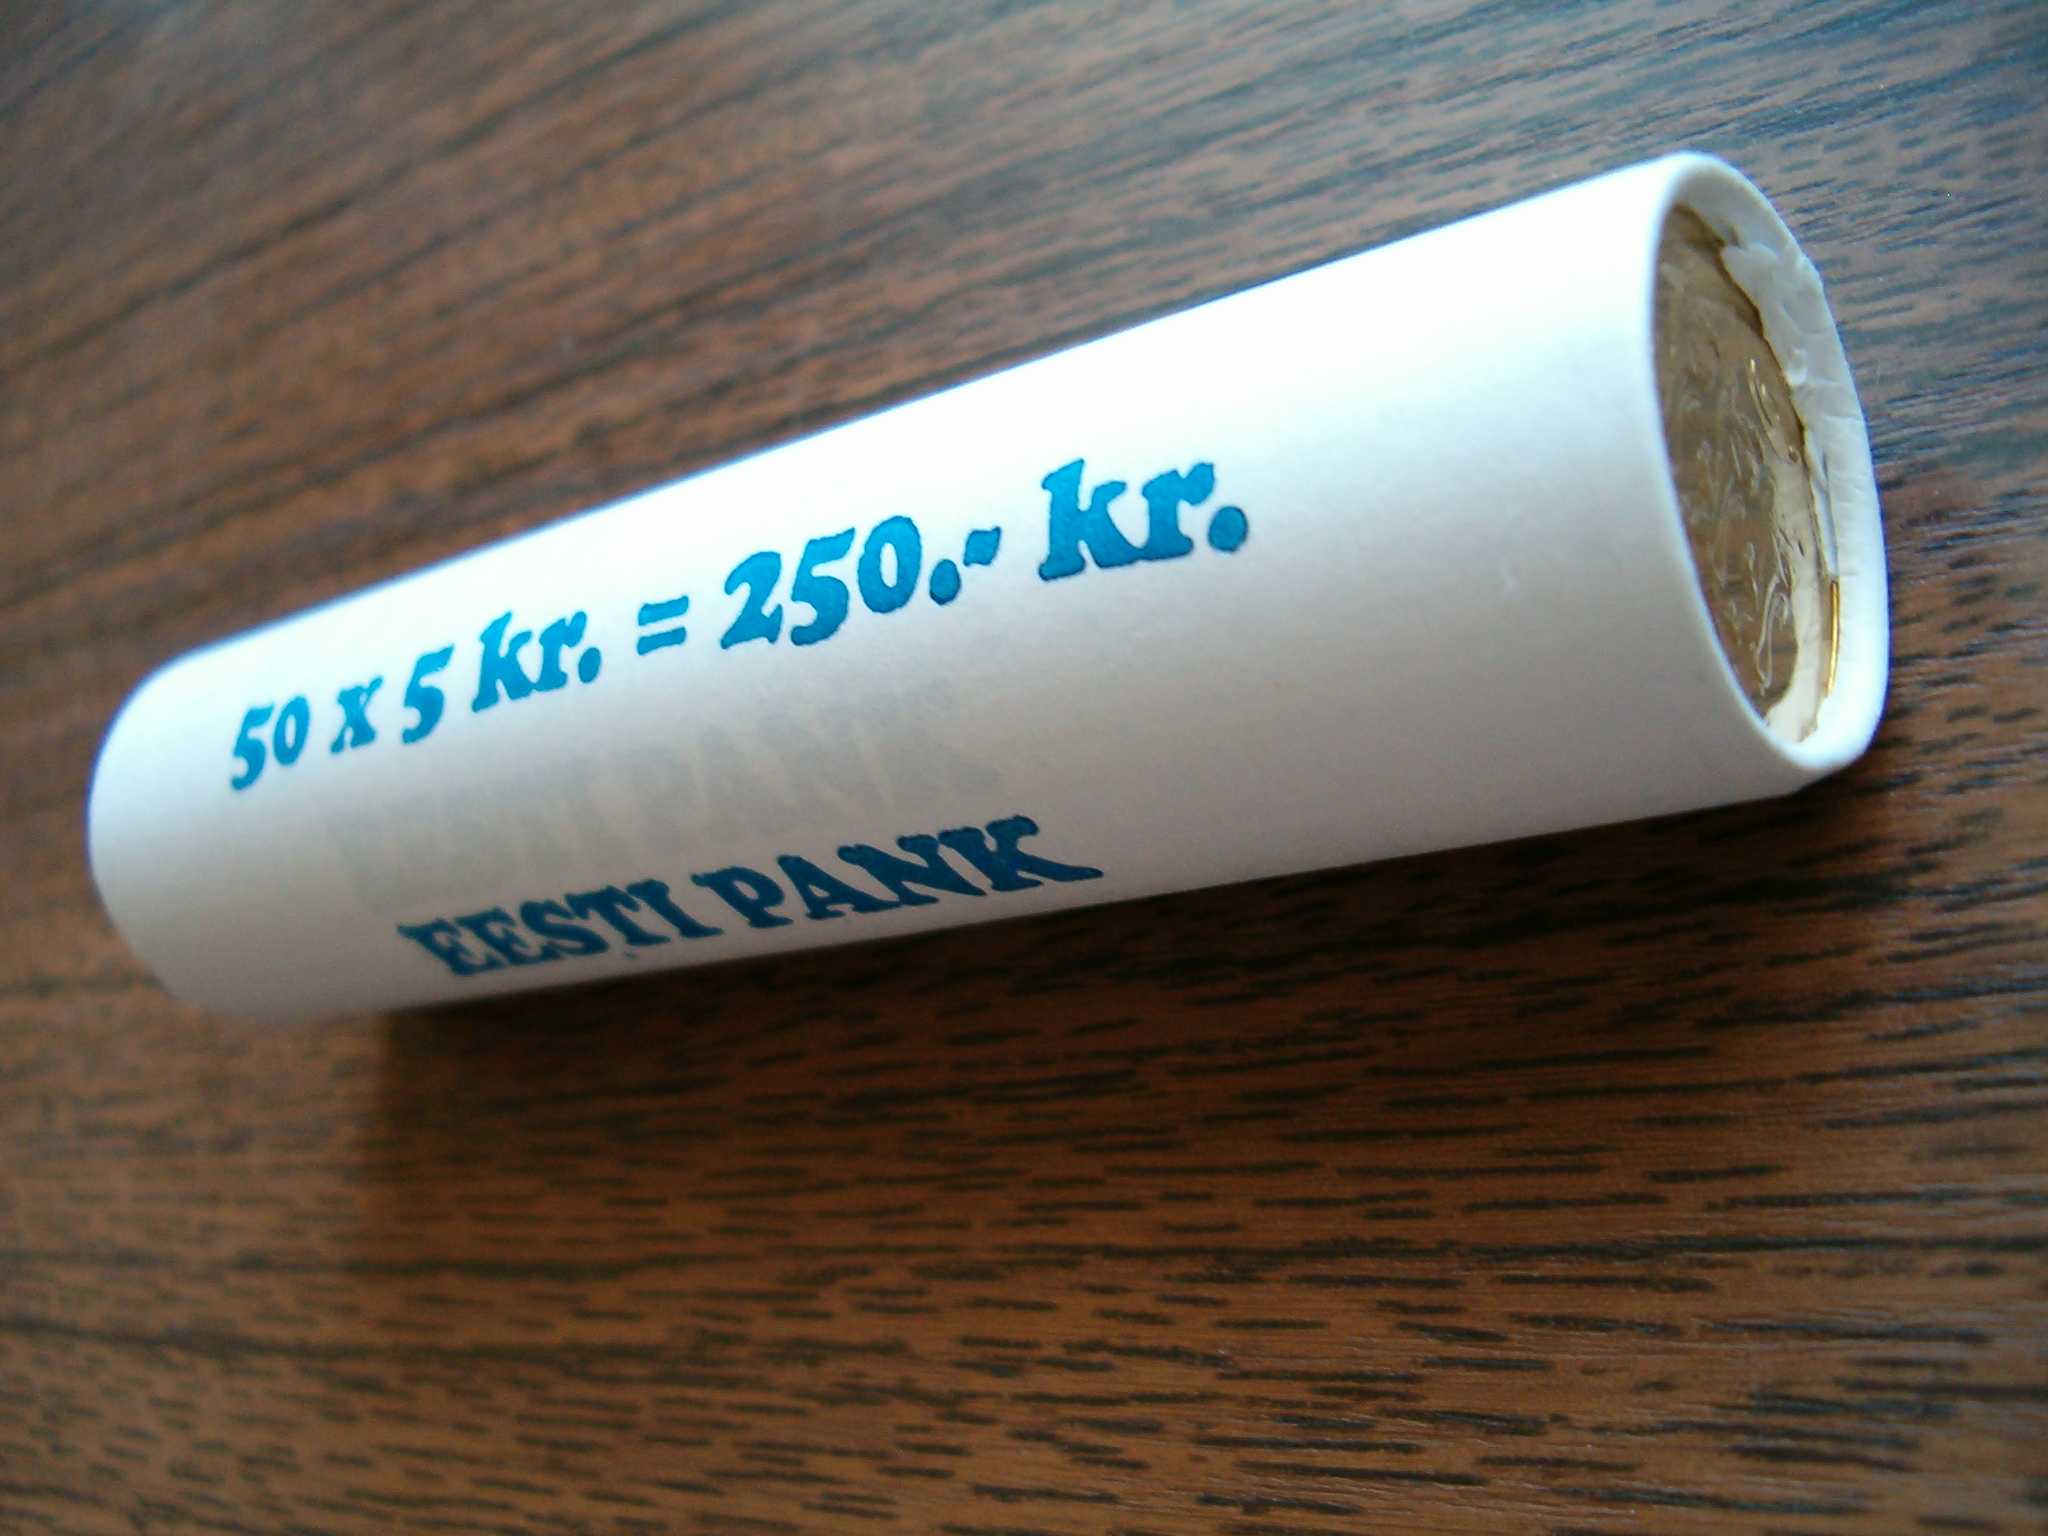 50 x 5 kr. = 250.- kr.
EESTI PANK